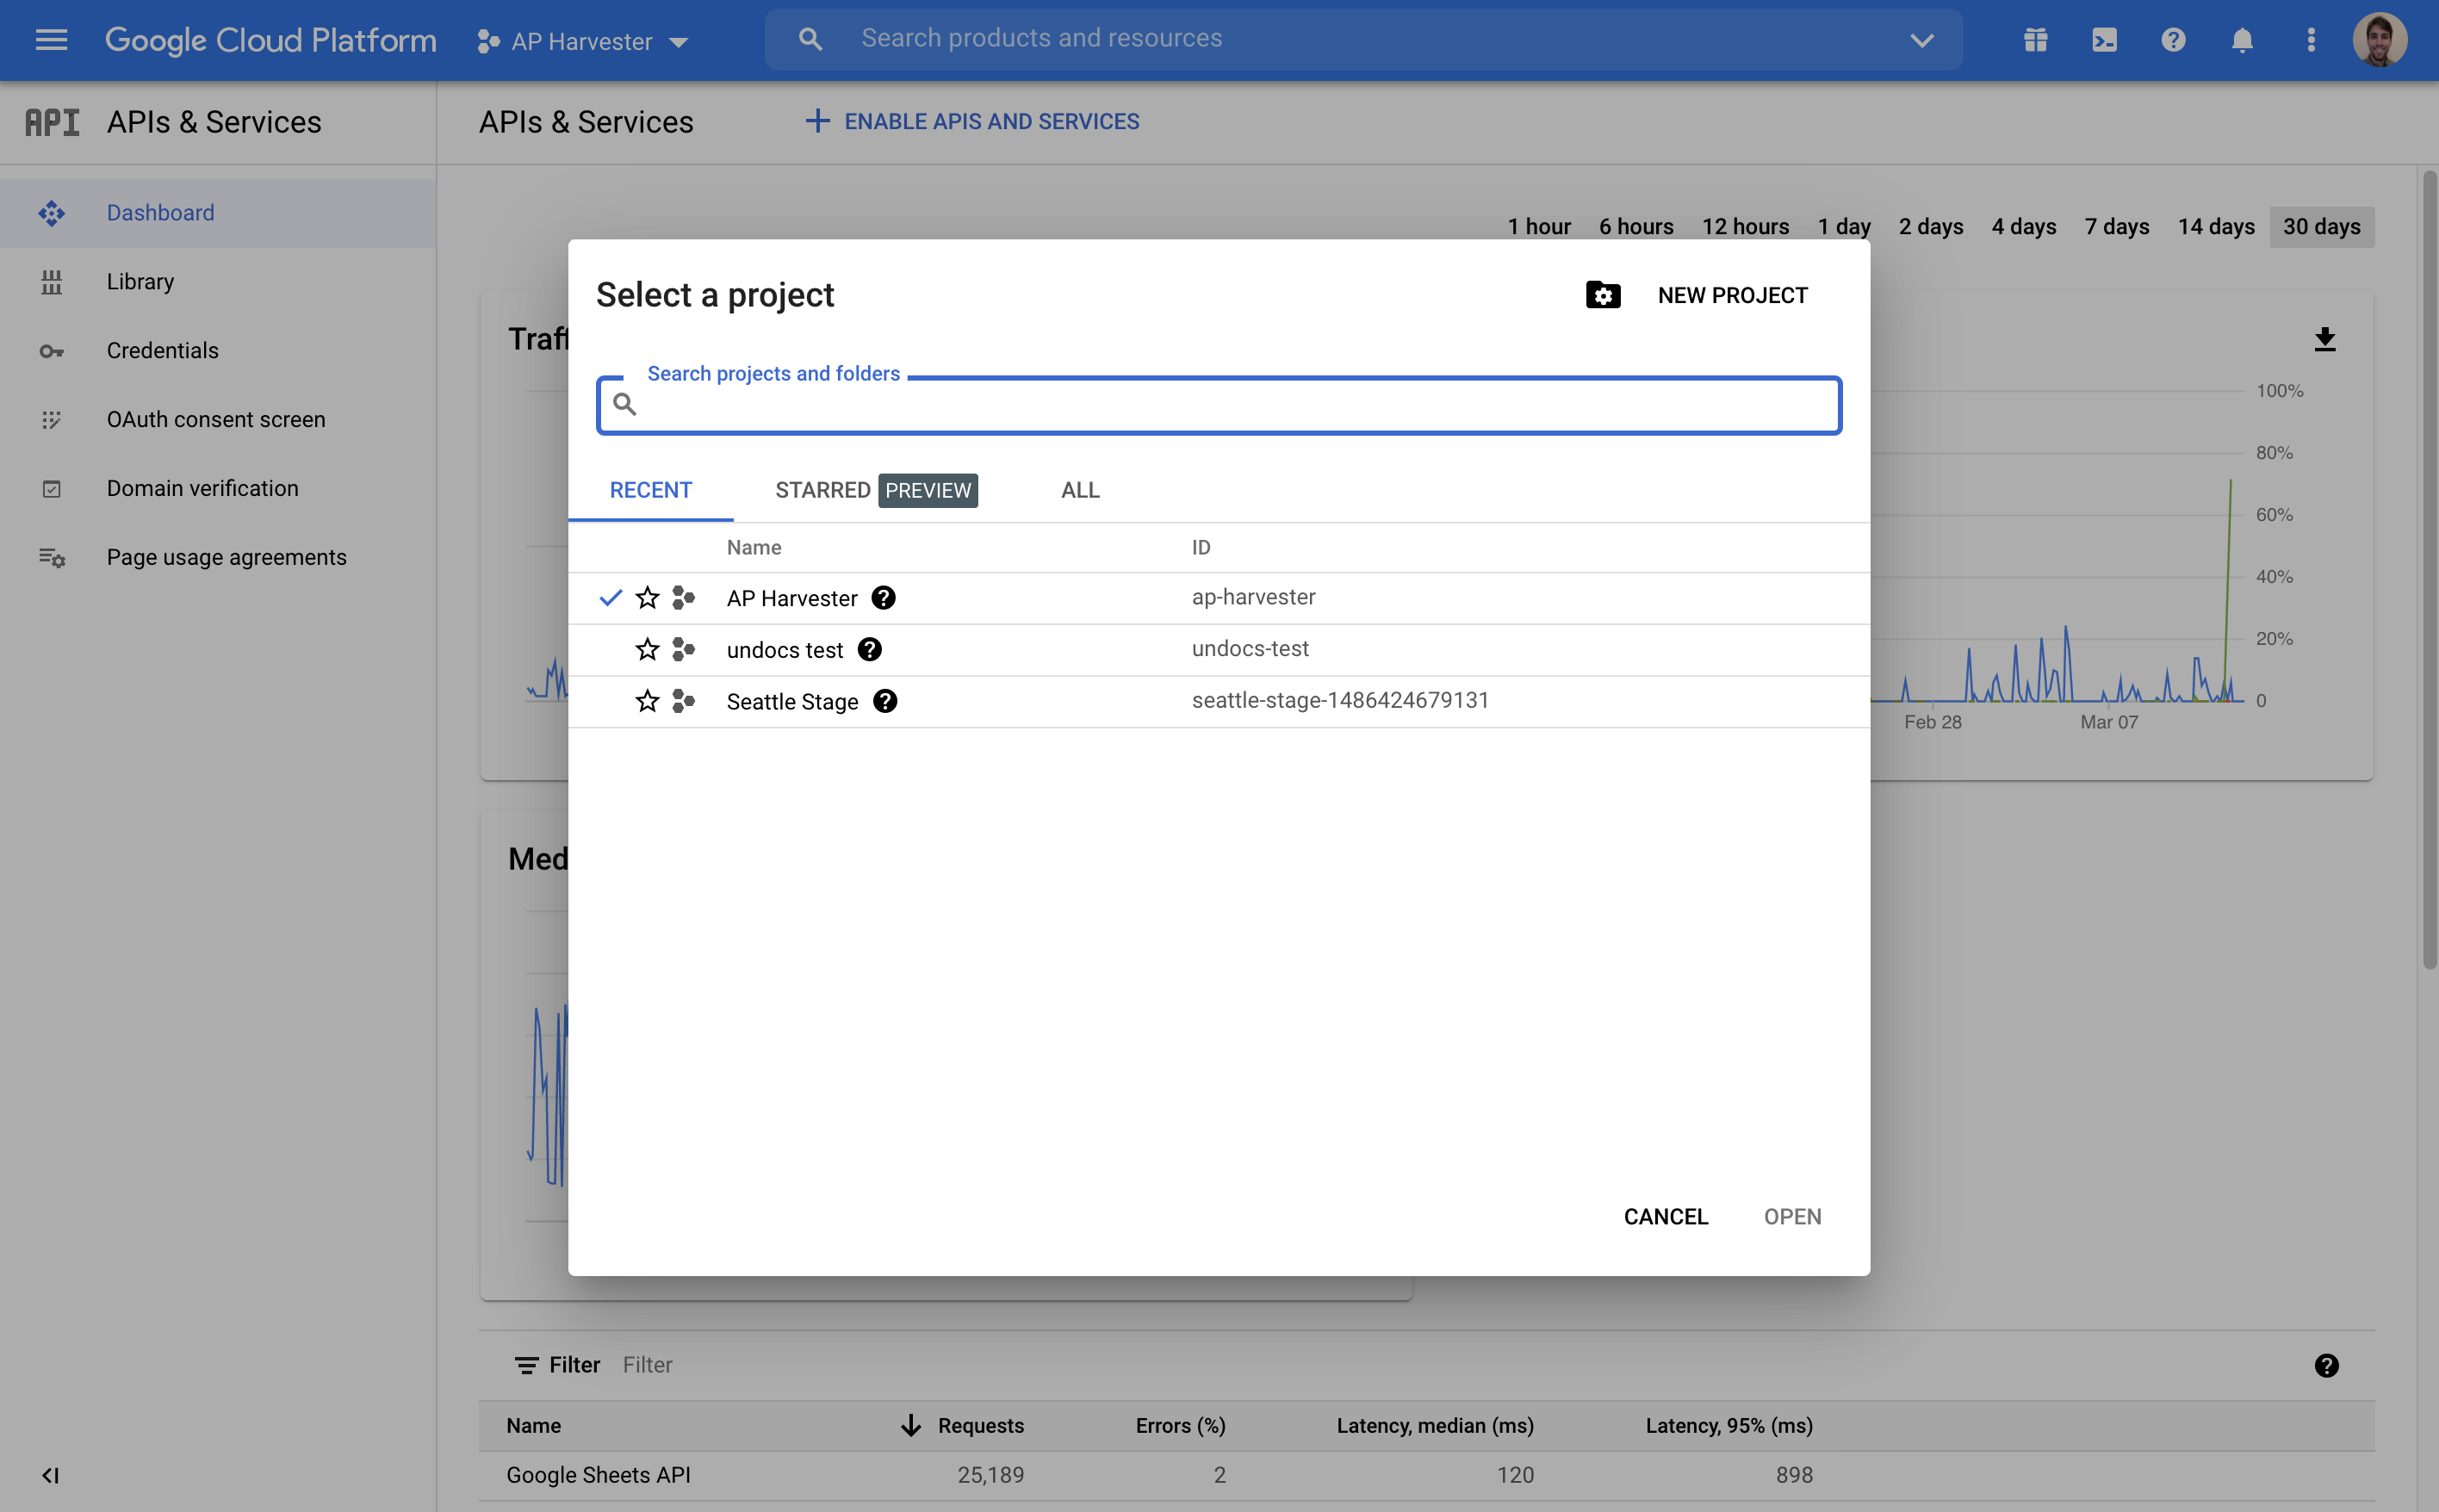 Google Cloud Platform
AP Harvester
Search products and resources
API APIs & Services
APIs & Services
ENABLE APIS AND SERVICES
Dashboard
Library
Credentials
OAuth consent screen
Domain verification
Page usage agreements
1 hour 6 hours 12 hours 1 day 2 days 4 days 7 days 14 days 30 days
Select a project
NEW PROJECT
Search projects and folders
RECENT STARRED PREVIEW ALL
Name ID
AP Harvester ap-harvester
undocs test undocs-test
Seattle Stage seattle-stage-1486424679131
CANCEL OPEN
100%
80%
60%
40%
20%
0
Feb 28 Mar 07
Filter Filter
Name Requests Errors (%) Latency, median (ms) Latency, 95% (ms)
Google Sheets API 25,189 2 120 898